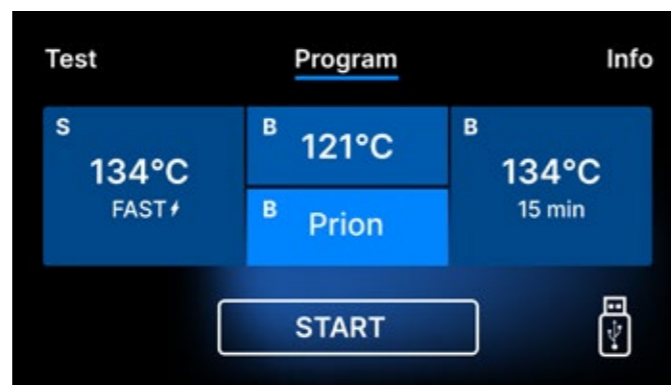 Test
Program
Info
S
134°C
FAST
B
121°C
B
Prion
B
134°C
15 min
START